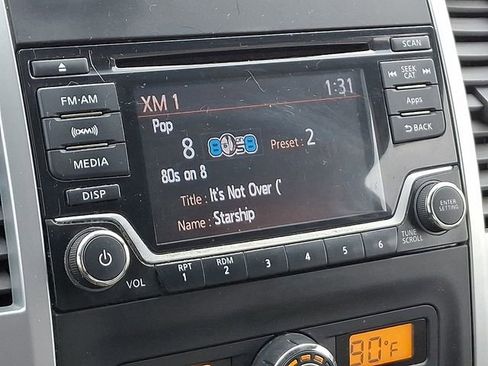 SCAN
SEEK
CAT
FM·AM
Apps
XM
BACK
MEDIA
DISP
XM 1
1:31
Pop
8
Preset : 2
80s on 8
Title : It's Not Over ('
Name : Starship
ENTER
SETTING
TUNE
SCROLL
VOL
RPT
1
RDM
2
3
4
5
6
90°F